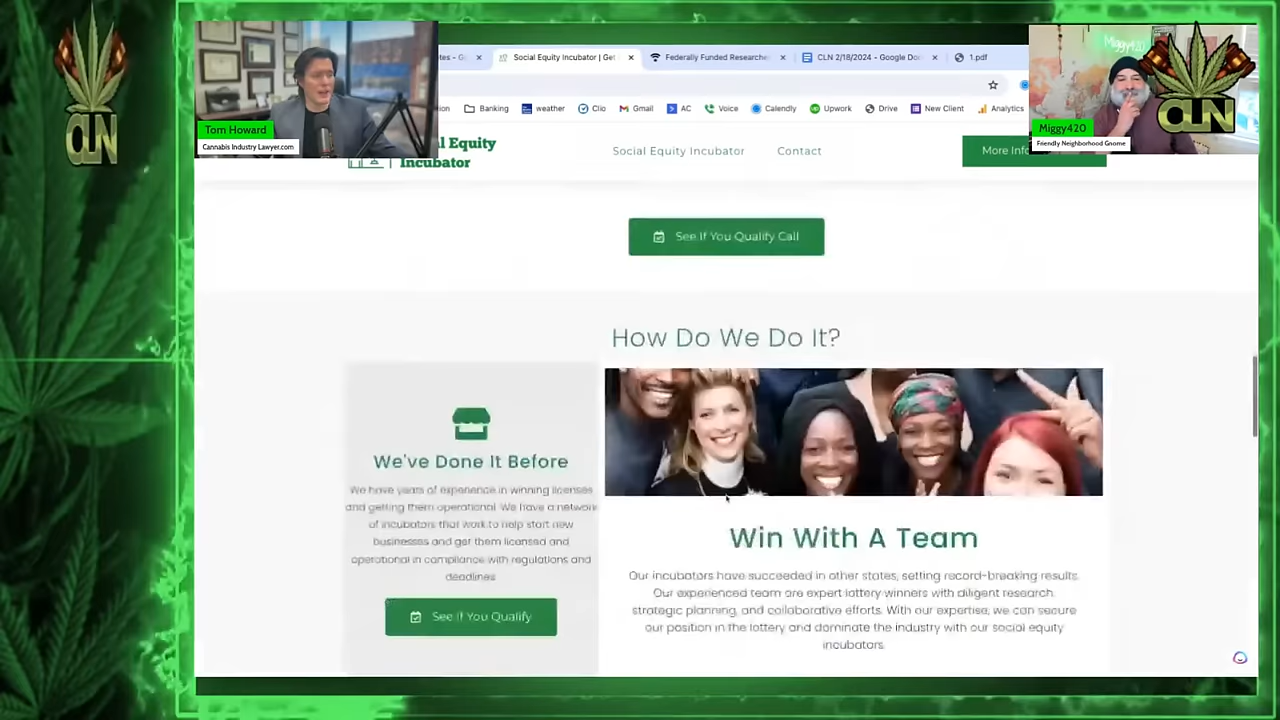 CLN
Tom Howard
Cannabis Industry Lawyer.com
Miggy420
Miggy420
Friendly Neighborhood Gnome
CLN
Social Equity Incubator | Get
Federally Funded Researche
CLN 2/18/2024 - Google Doc
1.pdf
Banking
weather
Clio
Gmail
AC
Voice
Calendly
Upwork
Drive
New Client
Analytics
al Equity
Incubator
Social Equity Incubator
Contact
More Info
See If You Qualify Call
How Do We Do It?
We've Done It Before
We have years of experience in winning licenses
and getting them operational. We have a network
of incubators that work to help start new
businesses and get them licensed and
operational in compliance with regulations and
deadlines.
See If You Qualify
Win With A Team
Our incubators have succeeded in other states, setting record-breaking results.
Our experienced team are expert lottery winners with diligent research,
strategic planning, and collaborative efforts. With our expertise, we can secure
our position in the lottery and dominate the industry with our social equity
incubators.